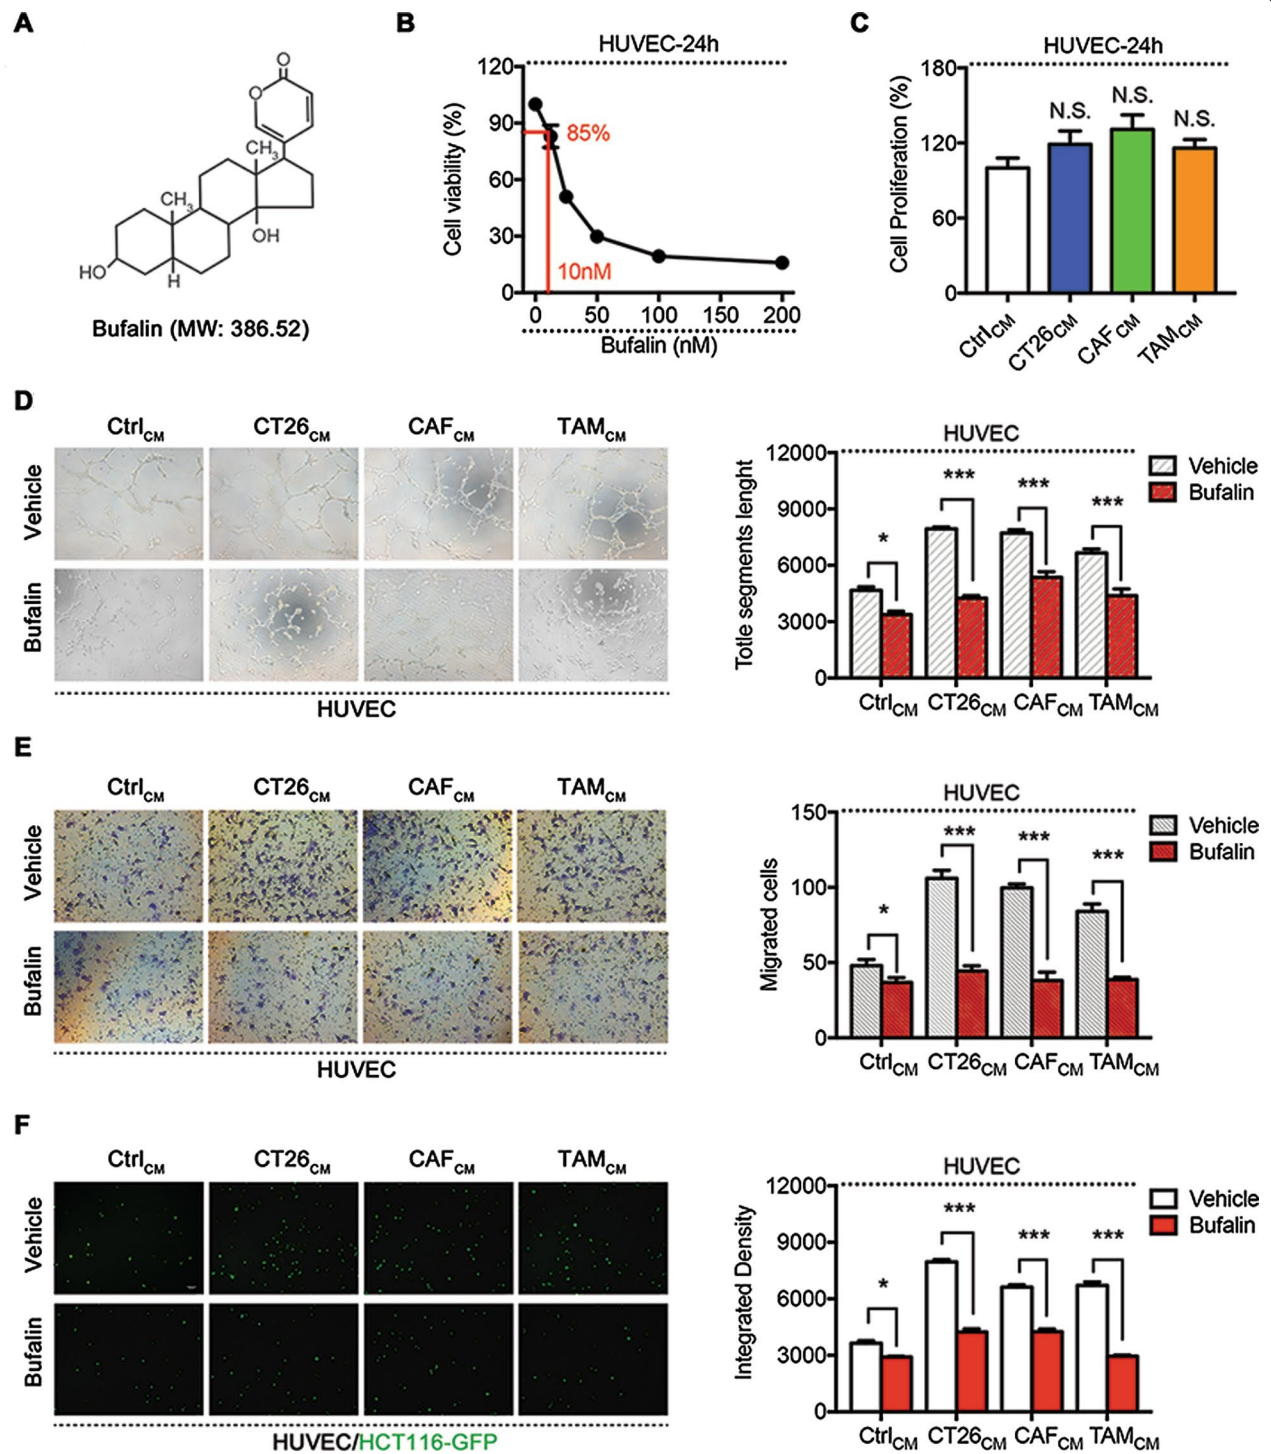 A
O
O
CH3
CH3
OH
HO
H
Bufalin (MW: 386.52)
B
HUVEC-24h
Cell viability (%)
120
90
60
30
0
85%
10nM
0 50 100 150 200
Bufalin (nM)
C
HUVEC-24h
Cell Proliferation (%)
180
120
60
0
N.S. N.S. N.S.
CtrlCM CT26CM CAFCM TAMCM
D
CtrlCM CT26CM CAFCM TAMCM
Vehicle
Bufalin
HUVEC
HUVEC
Totle segments lenght
12000
9000
6000
3000
0
* *** *** ***
Vehicle
Bufalin
CtrlCM CT26CM CAFCM TAMCM
E
CtrlCM CT26CM CAFCM TAMCM
Vehicle
Bufalin
HUVEC
HUVEC
Migrated cells
150
100
50
0
* *** *** ***
Vehicle
Bufalin
CtrlCM CT26CM CAFCM TAMCM
F
CtrlCM CT26CM CAFCM TAMCM
Vehicle
Bufalin
HUVEC/HCT116-GFP
HUVEC
Integrated Density
12000
9000
6000
3000
0
* *** *** ***
Vehicle
Bufalin
CtrlCM CT26CM CAFCM TAMCM